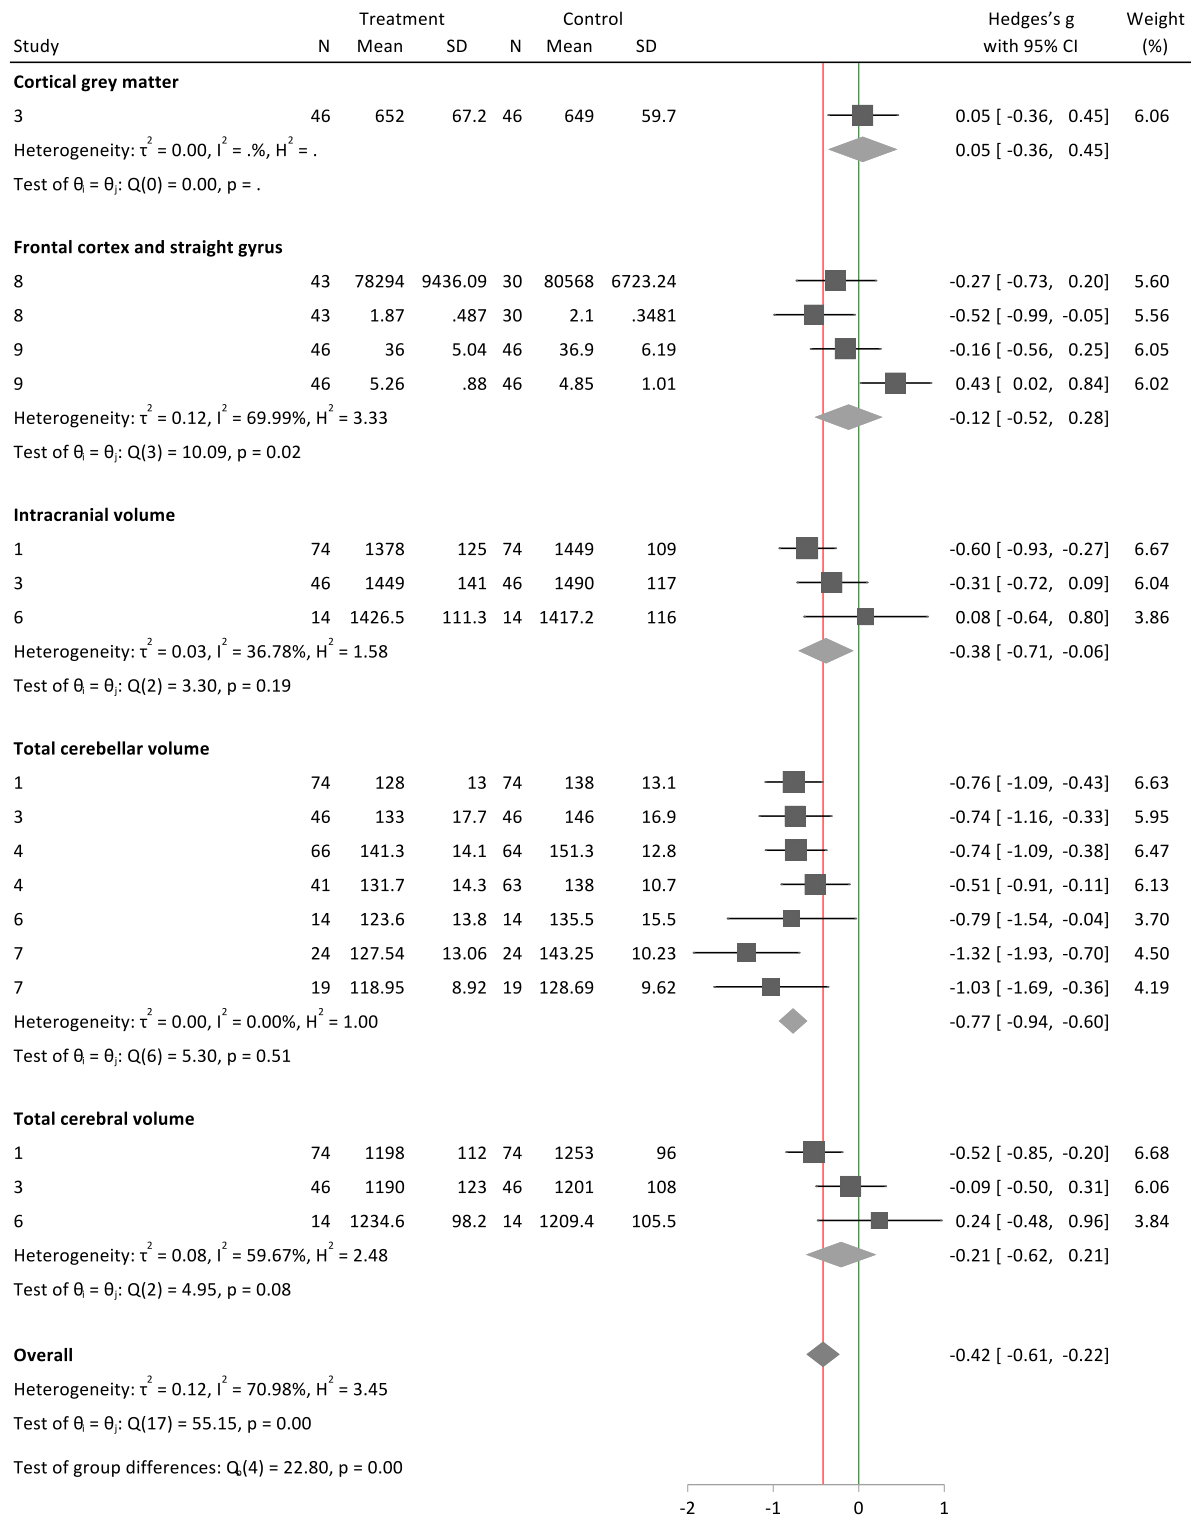 Treatment Control Hedges’s g Weight
Study N Mean SD N Mean SD with 95% CI (%)
Cortical grey matter
3 46 652 67.2 46 649 59.7 0.05 [ -0.36, 0.45] 6.06
Heterogeneity: τ² = 0.00, I² = .%, H² = . 0.05 [ -0.36, 0.45]
Test of θᵢ = θⱼ: Q(0) = 0.00, p = .
Frontal cortex and straight gyrus
8 43 78294 9436.09 30 80568 6723.24 -0.27 [ -0.73, 0.20] 5.60
8 43 1.87 .487 30 2.1 .3481 -0.52 [ -0.99, -0.05] 5.56
9 46 36 5.04 46 36.9 6.19 -0.16 [ -0.56, 0.25] 6.05
9 46 5.26 .88 46 4.85 1.01 0.43 [ 0.02, 0.84] 6.02
Heterogeneity: τ² = 0.12, I² = 69.99%, H² = 3.33 -0.12 [ -0.52, 0.28]
Test of θᵢ = θⱼ: Q(3) = 10.09, p = 0.02
Intracranial volume
1 74 1378 125 74 1449 109 -0.60 [ -0.93, -0.27] 6.67
3 46 1449 141 46 1490 117 -0.31 [ -0.72, 0.09] 6.04
6 14 1426.5 111.3 14 1417.2 116 0.08 [ -0.64, 0.80] 3.86
Heterogeneity: τ² = 0.03, I² = 36.78%, H² = 1.58 -0.38 [ -0.71, -0.06]
Test of θᵢ = θⱼ: Q(2) = 3.30, p = 0.19
Total cerebellar volume
1 74 128 13 74 138 13.1 -0.76 [ -1.09, -0.43] 6.63
3 46 133 17.7 46 146 16.9 -0.74 [ -1.16, -0.33] 5.95
4 66 141.3 14.1 64 151.3 12.8 -0.74 [ -1.09, -0.38] 6.47
4 41 131.7 14.3 63 138 10.7 -0.51 [ -0.91, -0.11] 6.13
6 14 123.6 13.8 14 135.5 15.5 -0.79 [ -1.54, -0.04] 3.70
7 24 127.54 13.06 24 143.25 10.23 -1.32 [ -1.93, -0.70] 4.50
7 19 118.95 8.92 19 128.69 9.62 -1.03 [ -1.69, -0.36] 4.19
Heterogeneity: τ² = 0.00, I² = 0.00%, H² = 1.00 -0.77 [ -0.94, -0.60]
Test of θᵢ = θⱼ: Q(6) = 5.30, p = 0.51
Total cerebral volume
1 74 1198 112 74 1253 96 -0.52 [ -0.85, -0.20] 6.68
3 46 1190 123 46 1201 108 -0.09 [ -0.50, 0.31] 6.06
6 14 1234.6 98.2 14 1209.4 105.5 0.24 [ -0.48, 0.96] 3.84
Heterogeneity: τ² = 0.08, I² = 59.67%, H² = 2.48 -0.21 [ -0.62, 0.21]
Test of θᵢ = θⱼ: Q(2) = 4.95, p = 0.08
Overall -0.42 [ -0.61, -0.22]
Heterogeneity: τ² = 0.12, I² = 70.98%, H² = 3.45
Test of θᵢ = θⱼ: Q(17) = 55.15, p = 0.00
Test of group differences: Q_b(4) = 22.80, p = 0.00
-2 -1 0 1